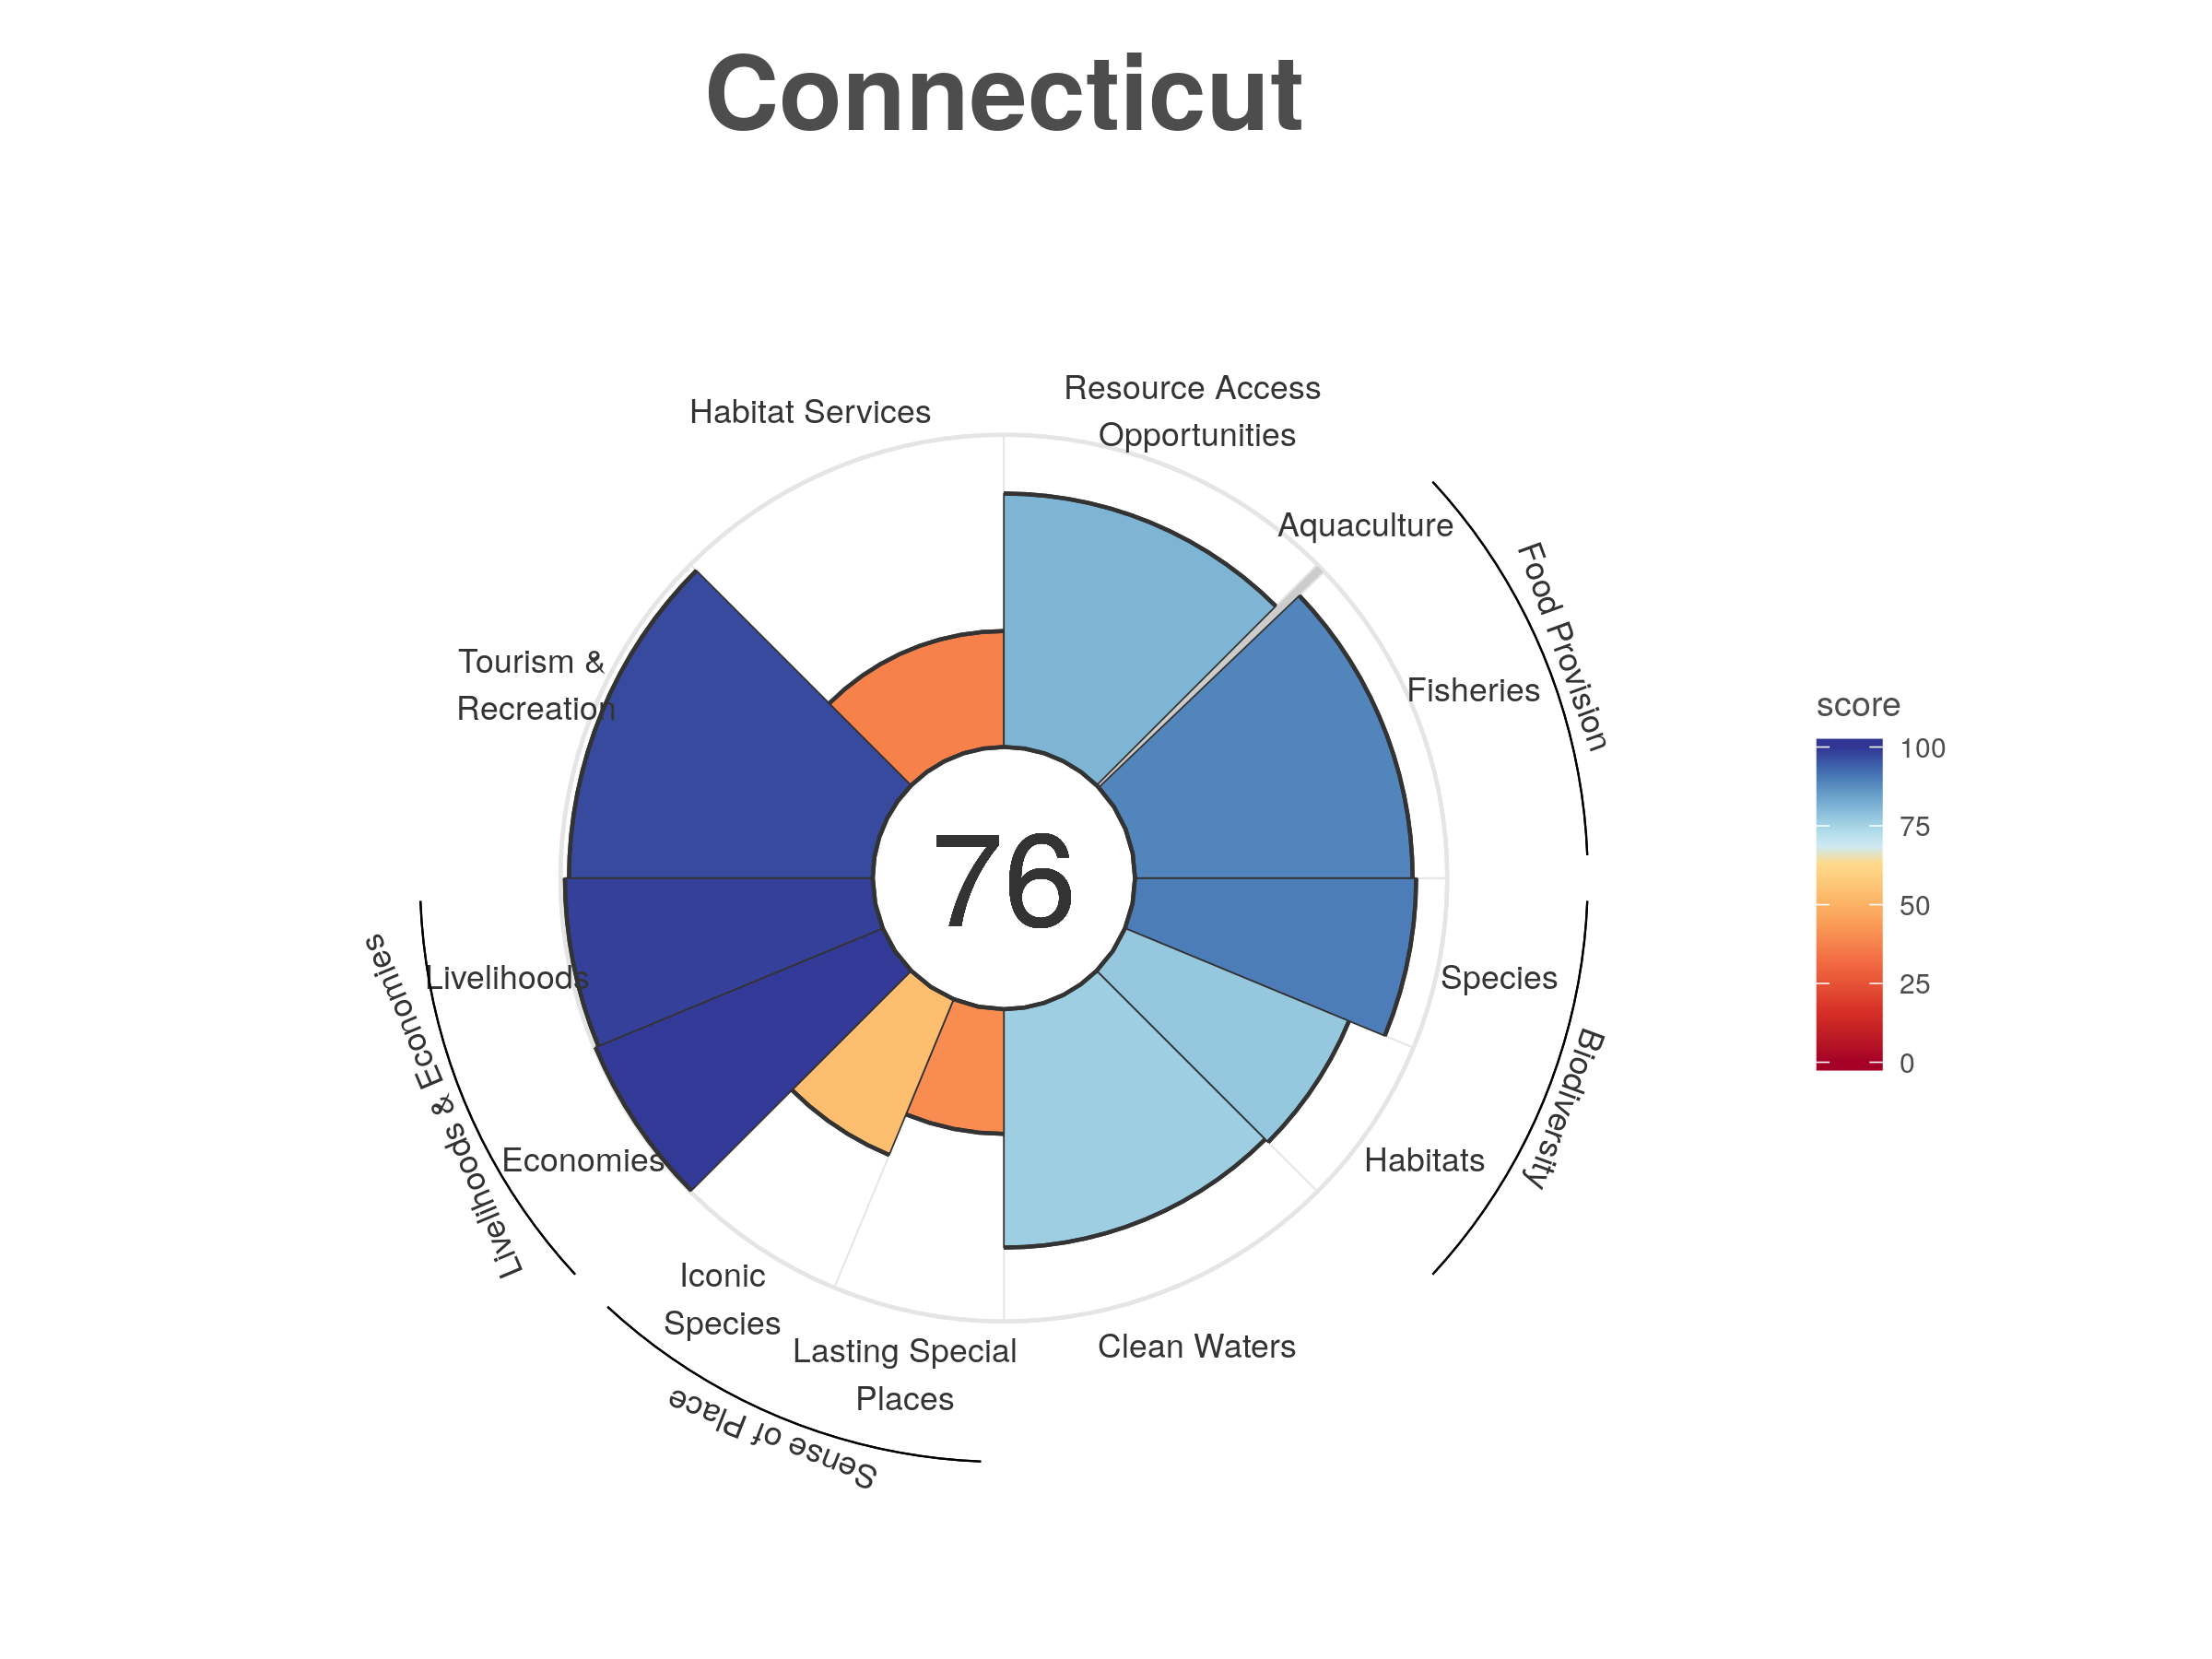 Connecticut
Resource Access
Opportunities
Habitat Services
Aquaculture
Food Provision
Tourism &
Recreation
Fisheries
score
100
75
50
25
0
76
Livelihoods
Species
Livelihoods & Economies
Biodiversity
Economies
Habitats
Iconic
Species
Lasting Special
Places
Clean Waters
Sense of Place